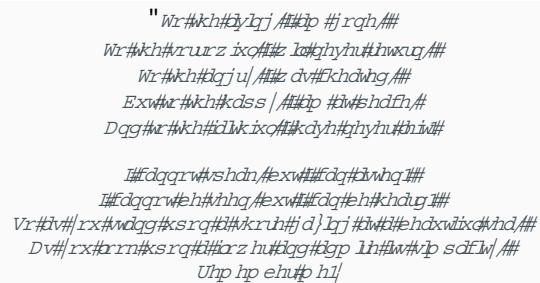 "Wr#wkh#olylqj/#L#dp#jrqh/##
Wr#wkh#vruurzixo/#L#zloo#qhyhu#uhwxuq/##
Wr#wkh#dqju|/#L#zdv#fkhdwhg/##
Exw#wr#wkh#kdss|/#L#dp#dw#shdfh/#
Dqg#wr#wkh#idlwkixo/#L#kdyh#qhyhu#ohiw1#
L#fdqqrw#vshdn/#exw#L#fdq#olvwhq1##
L#fdqqrw#eh#vhhq/#exw#L#fdq#eh#khdug1##
Vr#dv#|rx#vwdqg#xsrq#d#vkruh#jd}lqj#dw#d#ehdxwlixo#vhd/##
Dv#|rx#orrn#xsrq#d#iorzhu#dqg#dgpluh#lwv#vlpsolflw|/##
Uhphpehu#ph1/